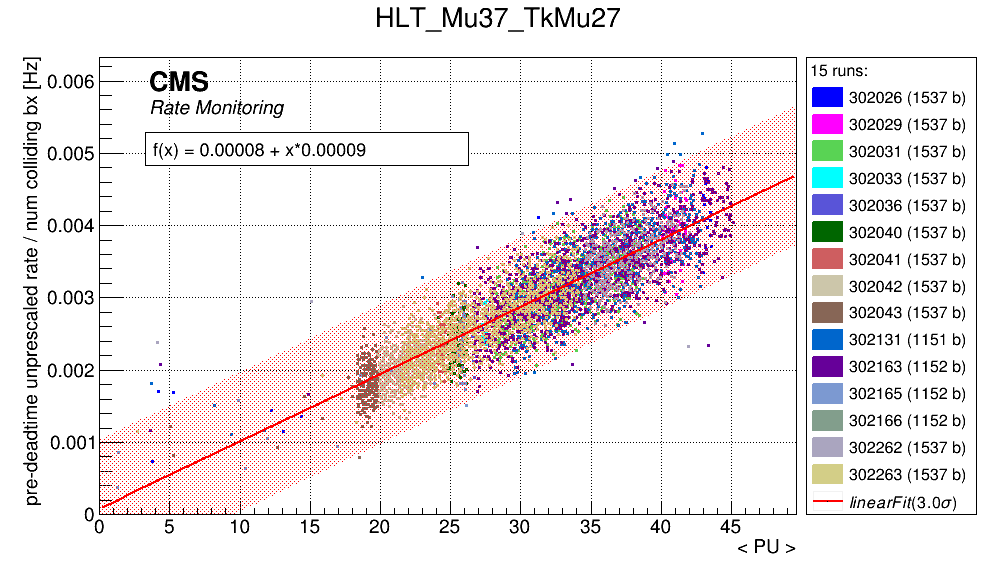 HLT_Mu37_TkMu27
pre-deadtime unprescaled rate / num colliding bx [Hz]
0.006
0.005
0.004
0.003
0.002
0.001
0
CMS
Rate Monitoring
f(x) = 0.00008 + x*0.00009
0 5 10 15 20 25 30 35 40 45
< PU >
15 runs:
302026 (1537 b)
302029 (1537 b)
302031 (1537 b)
302033 (1537 b)
302036 (1537 b)
302040 (1537 b)
302041 (1537 b)
302042 (1537 b)
302043 (1537 b)
302131 (1151 b)
302163 (1152 b)
302165 (1152 b)
302166 (1152 b)
302262 (1537 b)
302263 (1537 b)
linearFit(3.0σ)